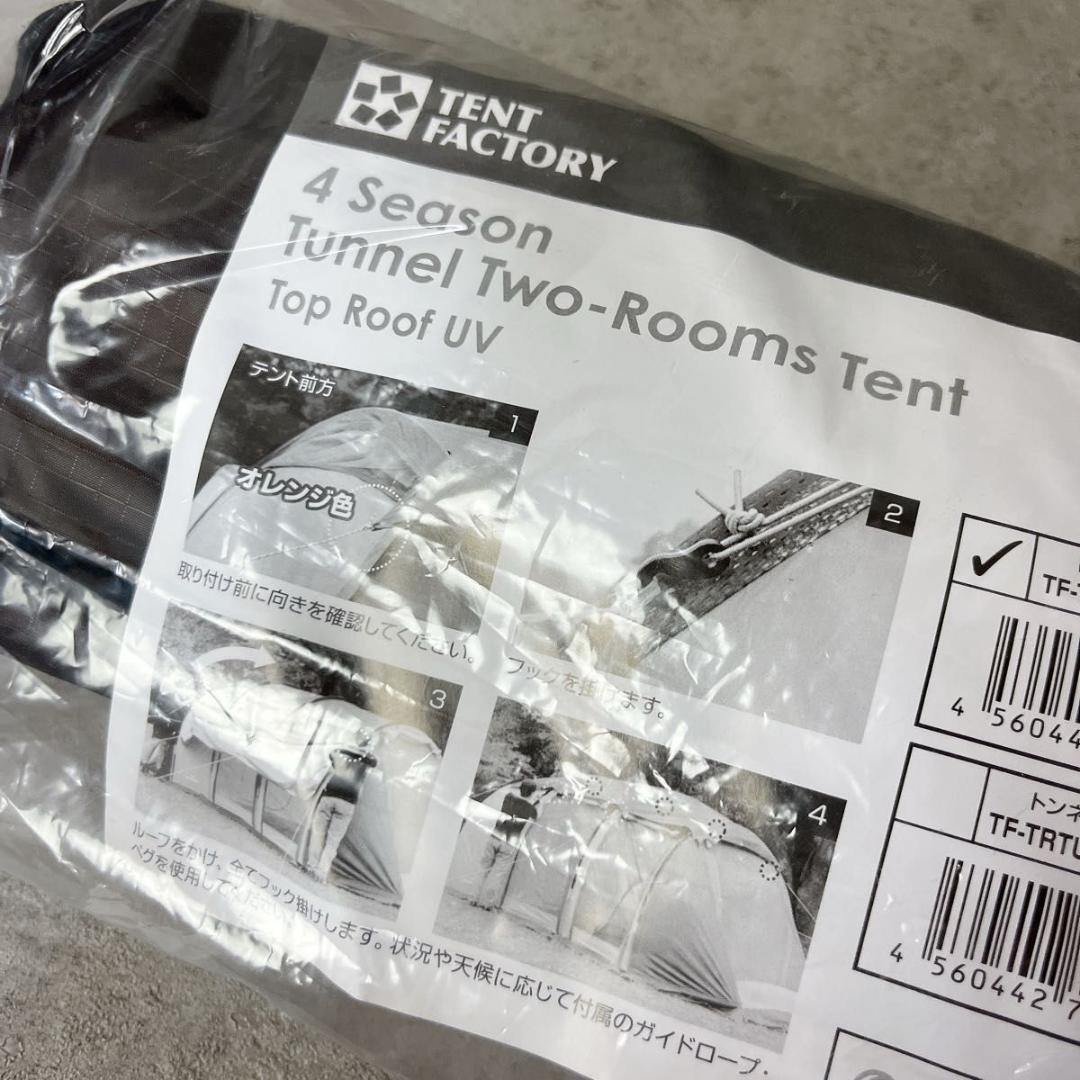 TENT
FACTORY
4 Season
Tunnel Two-Rooms Tent
Top Roof UV
テント前方
1
オレンジ色
取り付け前に向きを確認してください。
2
フックを掛けます。
3
4
ルーフをかけ、全てフック掛けします。状況や天候に応じて付属のガイドロープ・
ペグを使用してください。
TF-
4 56044
トンネ
TF-TRTU
4 560442 7